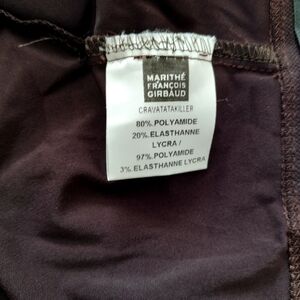 MARITHÉ
FRANÇOIS
GIRBAUD
CRAVATATAKILLER
80%.POLYAMIDE
20%.ELASTHANNE
LYCRA /
97%.POLYAMIDE
3% ELASTHANNE LYCRA